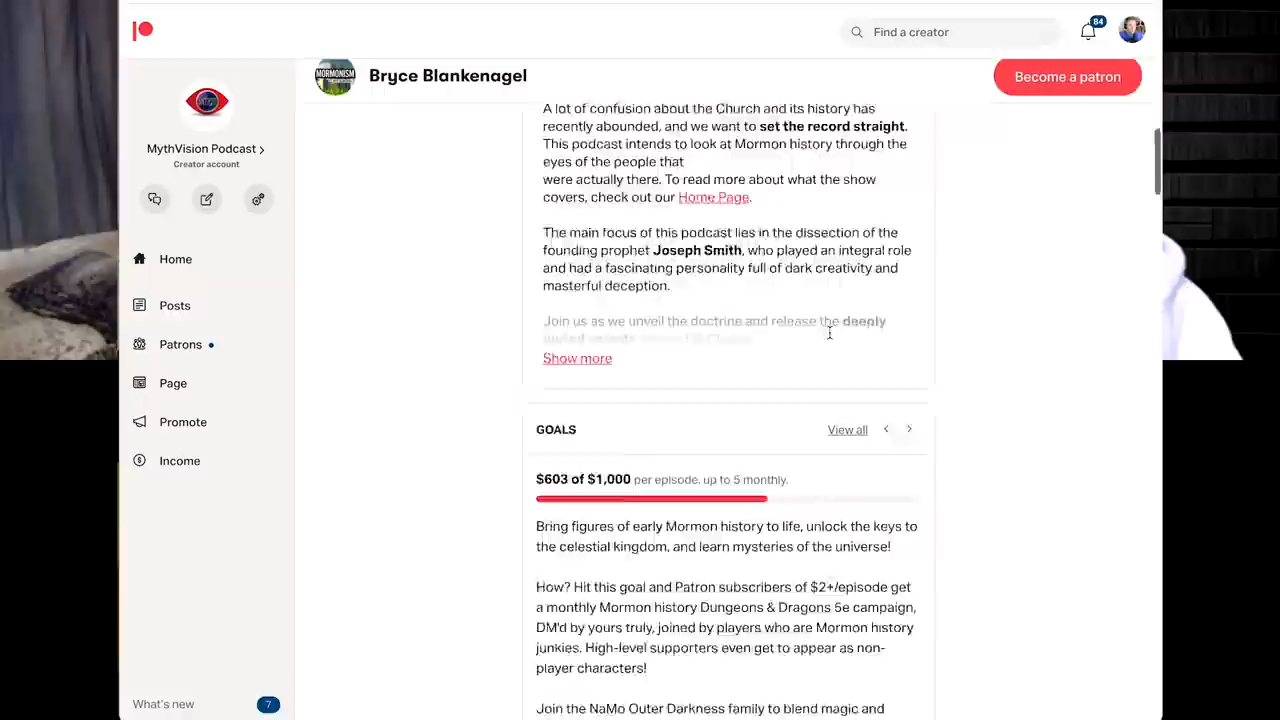 Find a creator
84
MORMONISM
Bryce Blankenagel
Become a patron
MythVision Podcast
Creator account
Home
Posts
Patrons
Page
Promote
Income
What's new
7
A lot of confusion about the Church and its history has
recently abounded, and we want to set the record straight.
This podcast intends to look at Mormon history through the
eyes of the people that
were actually there. To read more about what the show
covers, check out our Home Page.
The main focus of this podcast lies in the dissection of the
founding prophet Joseph Smith, who played an integral role
and had a fascinating personality full of dark creativity and
masterful deception.
Join us as we unveil the doctrine and release the deeply
Show more
GOALS
View all
$603 of $1,000 per episode. up to 5 monthly.
Bring figures of early Mormon history to life, unlock the keys to
the celestial kingdom, and learn mysteries of the universe!
How? Hit this goal and Patron subscribers of $2+/episode get
a monthly Mormon history Dungeons & Dragons 5e campaign,
DM'd by yours truly, joined by players who are Mormon history
junkies. High-level supporters even get to appear as non-
player characters!
Join the NaMo Outer Darkness family to blend magic and